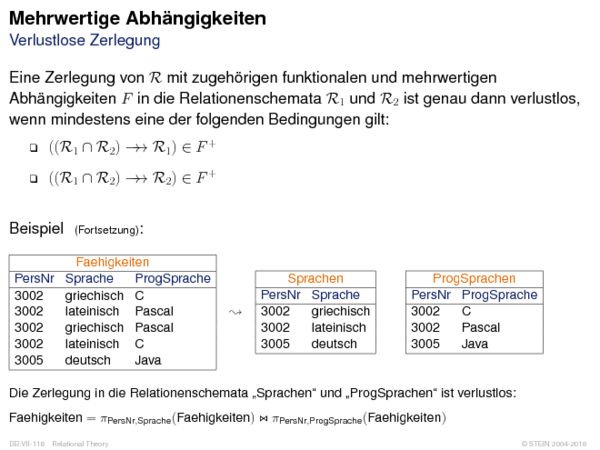 Mehrwertige Abhängigkeiten
Verlustlose Zerlegung
Eine Zerlegung von R mit zugehörigen funktionalen und mehrwertigen
Abhängigkeiten F in die Relationenschemata R₁ und R₂ ist genau dann verlustlos,
wenn mindestens eine der folgenden Bedingungen gilt:
❑ ((R₁ ∩ R₂) →→ R₁) ∈ F⁺
❑ ((R₁ ∩ R₂) →→ R₂) ∈ F⁺
Beispiel (Fortsetzung):
Faehigkeiten
PersNr Sprache ProgSprache
3002 griechisch C
3002 lateinisch Pascal
3002 griechisch Pascal
3002 lateinisch C
3005 deutsch Java
⇝
Sprachen
PersNr Sprache
3002 griechisch
3002 lateinisch
3005 deutsch
ProgSprachen
PersNr ProgSprache
3002 C
3002 Pascal
3005 Java
Die Zerlegung in die Relationenschemata „Sprachen“ und „ProgSprachen“ ist verlustlos:
Faehigkeiten = π PersNr,Sprache(Faehigkeiten) ⋈ π PersNr,ProgSprache(Faehigkeiten)
DB:VII-116 Relational Theory
© STEIN 2004-2018